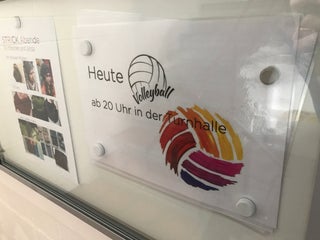 STRICK Abende
Heute
Volleyball
ab 20 Uhr in der Turnhalle